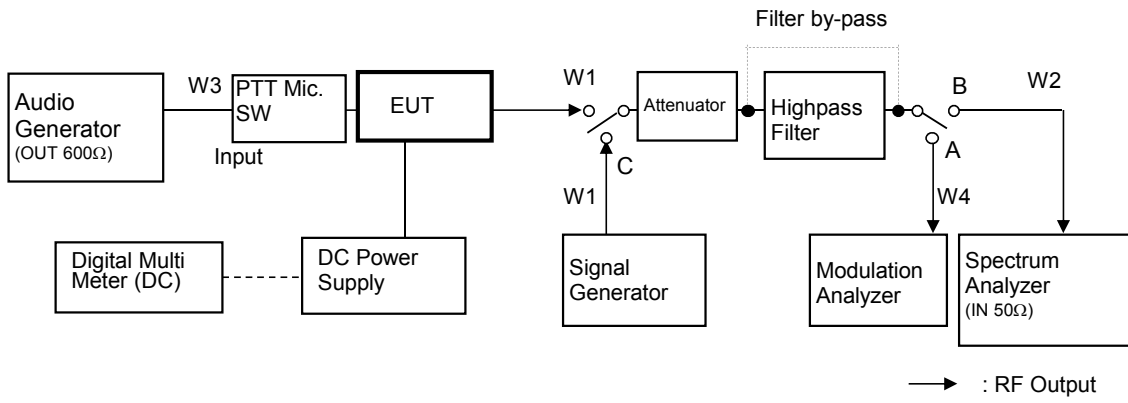 Filter by-pass
Audio
Generator
(OUT 600Ω)
W3
Input
PTT Mic.
SW
EUT
W1
C
W1
Attenuator
Highpass
Filter
B
A
W2
W4
Digital Multi
Meter (DC)
DC Power
Supply
Signal
Generator
Modulation
Analyzer
Spectrum
Analyzer
(IN 50Ω)
: RF Output